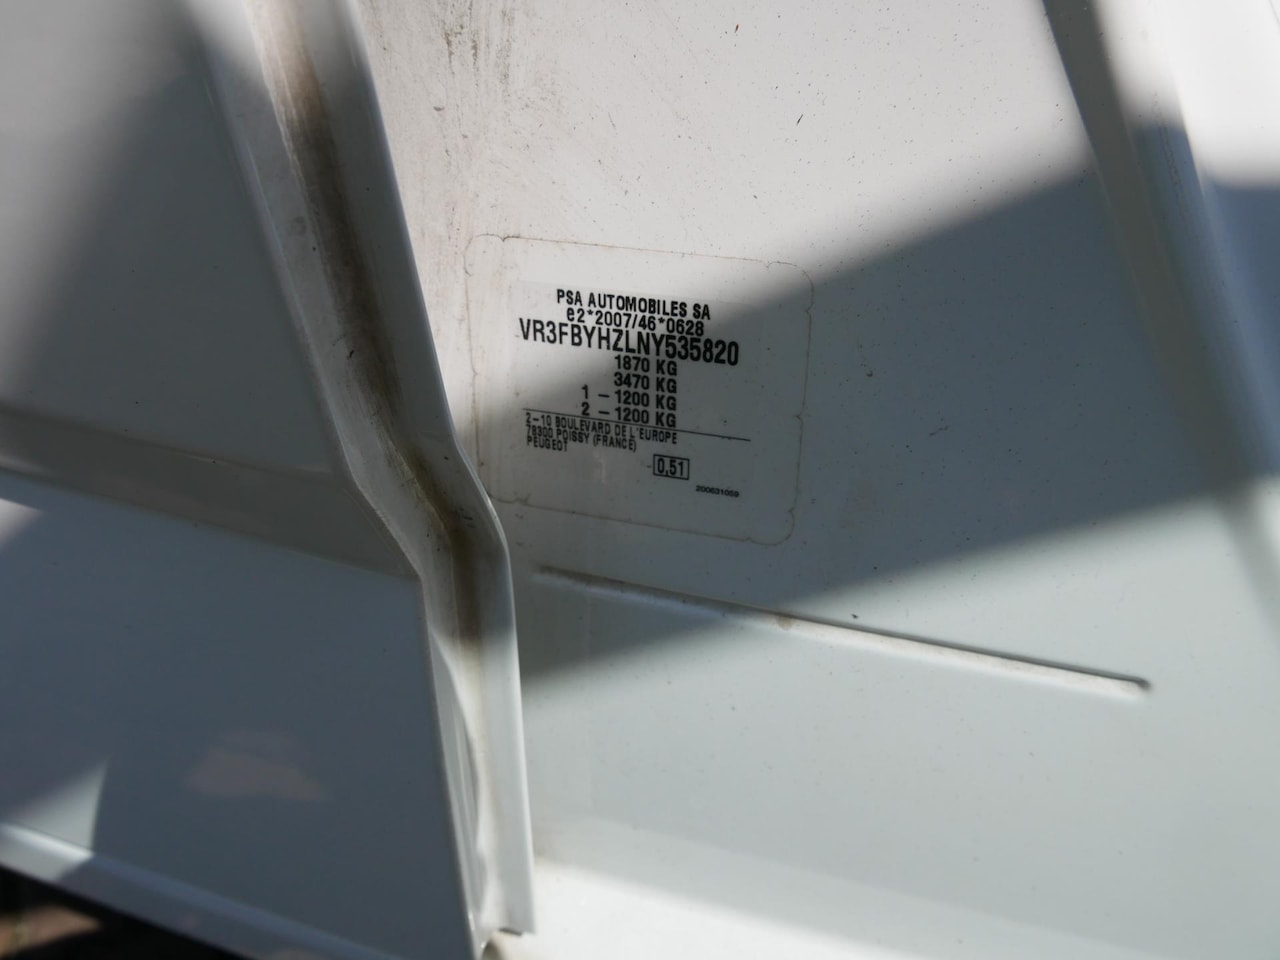 PSA AUTOMOBILES SA
e2*2007/46*0628
VR3FBYHZLNY535820
1870 KG
3470 KG
1 – 1200 KG
2 – 1200 KG
2-10 BOULEVARD DE L'EUROPE
78300 POISSY (FRANCE)
PEUGEOT
0,51
200631059